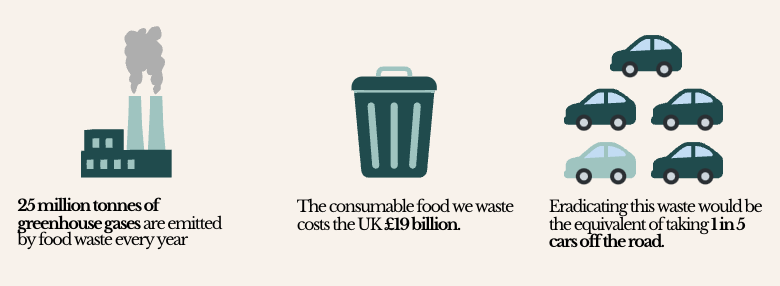 25 million tonnes of
greenhouse gases are emitted
by food waste every year
The consumable food we waste
costs the UK £19 billion.
Eradicating this waste would be
the equivalent of taking 1 in 5
cars off the road.